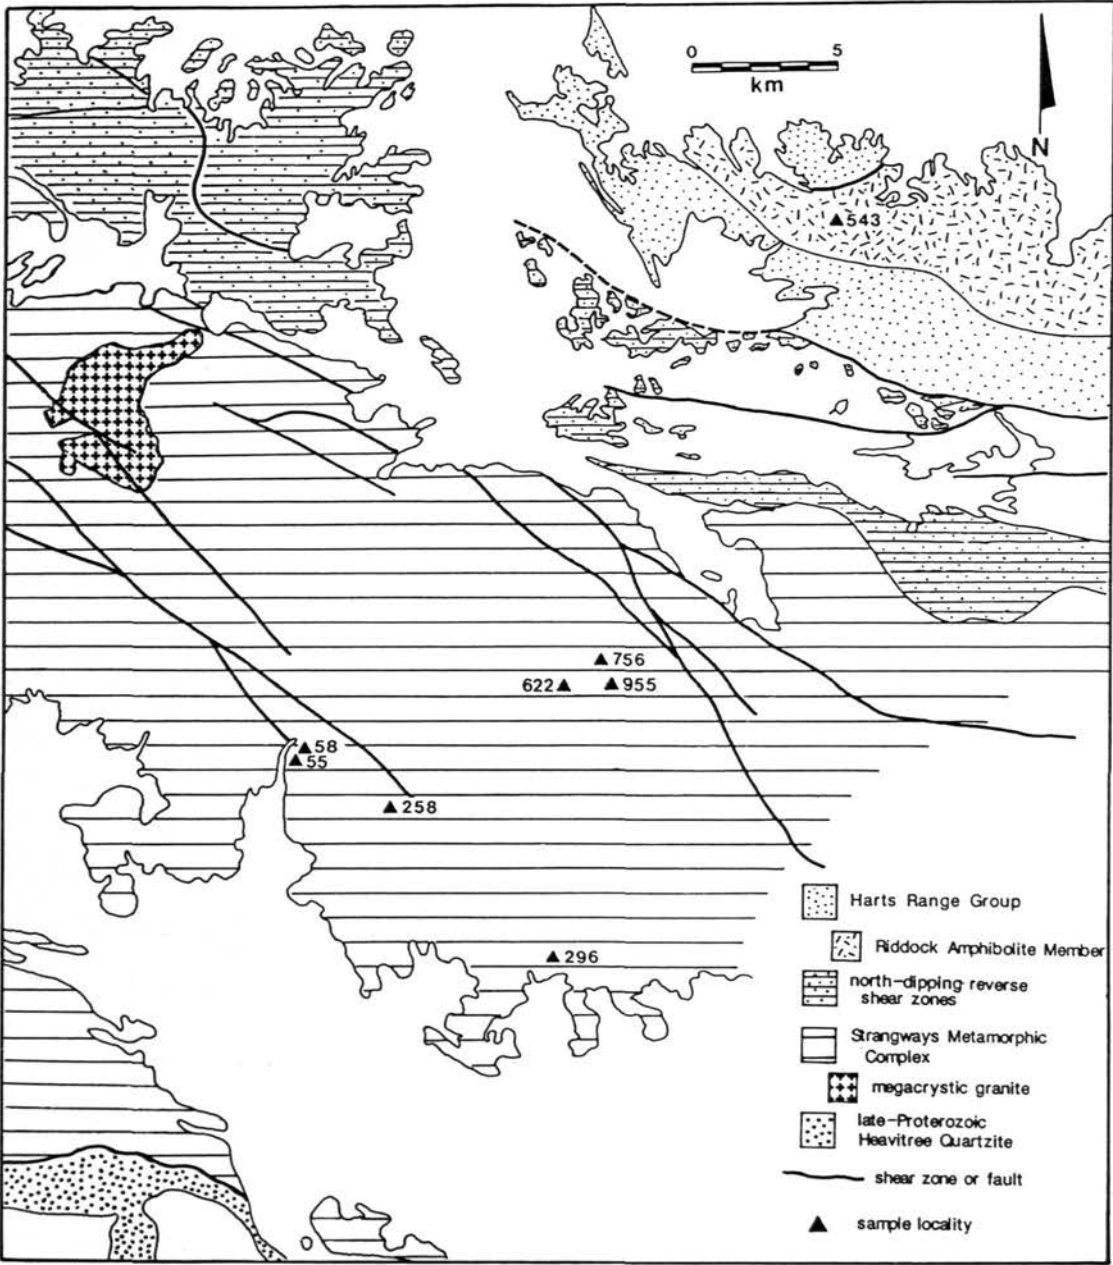 0 5
km
N
543
756
622 955
58
55
258
296
Harts Range Group
Riddock Amphibolite Member
north-dipping reverse
shear zones
Strangways Metamorphic
Complex
megacrystic granite
late-Proterozoic
Heavitree Quartzite
shear zone or fault
sample locality